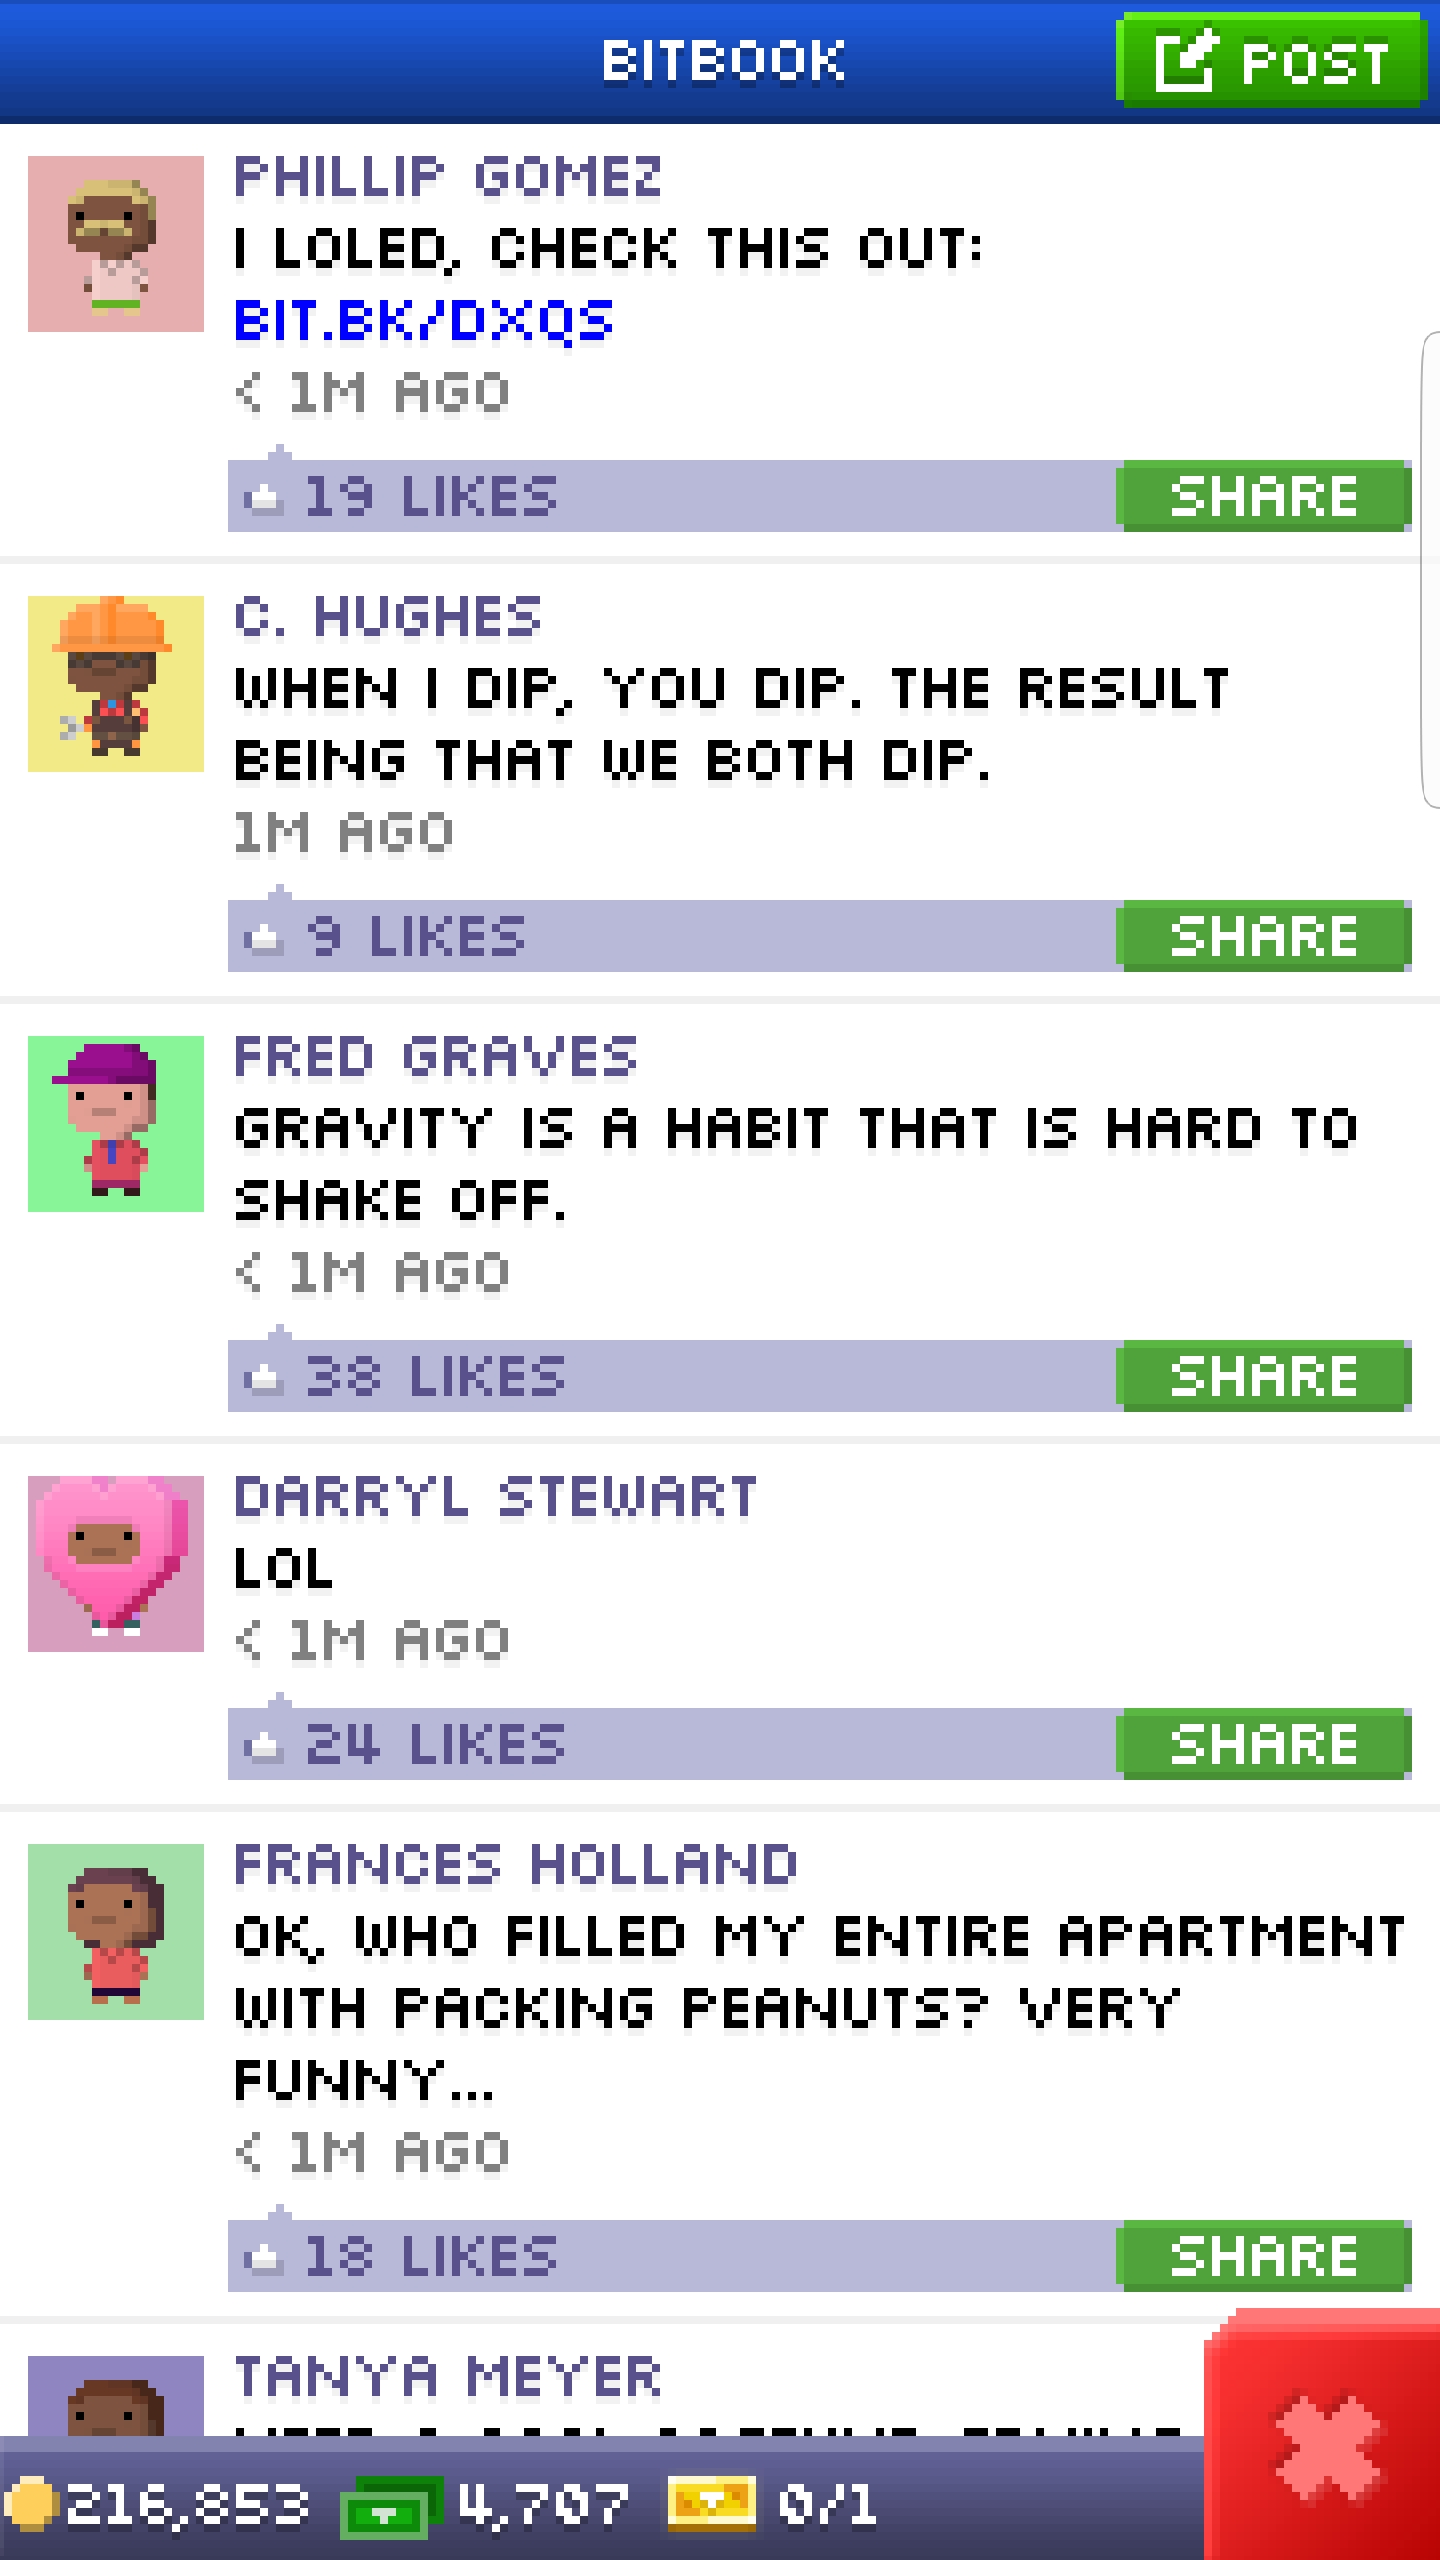 BITBOOK
POST
PHILLIP GOMEZ
I LOLED, CHECK THIS OUT:
BIT.BK/DXQS
< 1M AGO
19 LIKES
SHARE
C. HUGHES
WHEN I DIP, YOU DIP. THE RESULT
BEING THAT WE BOTH DIP.
1M AGO
9 LIKES
SHARE
FRED GRAVES
GRAVITY IS A HABIT THAT IS HARD TO
SHAKE OFF.
< 1M AGO
38 LIKES
SHARE
DARRYL STEWART
LOL
< 1M AGO
24 LIKES
SHARE
FRANCES HOLLAND
OK, WHO FILLED MY ENTIRE APARTMENT
WITH PACKING PEANUTS? VERY
FUNNY...
< 1M AGO
18 LIKES
SHARE
TANYA MEYER
216,853 4,707 0/1